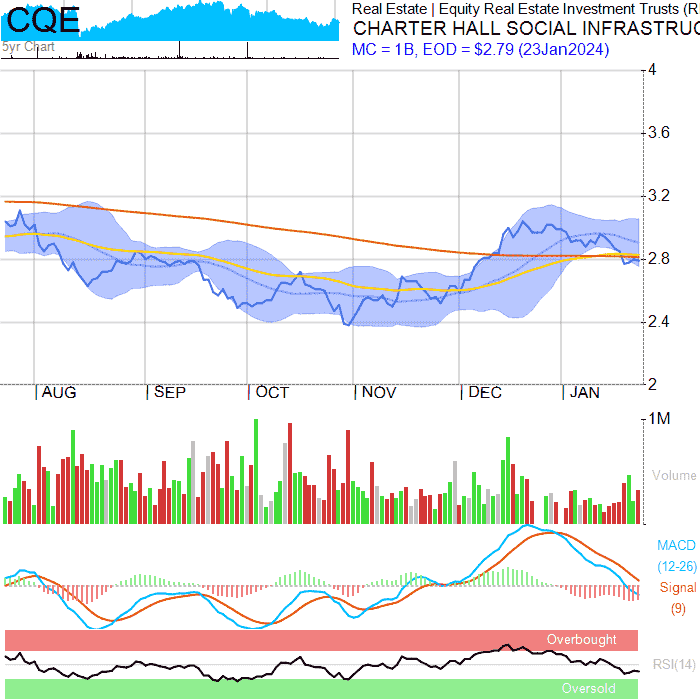 CQE
5yr Chart
Real Estate | Equity Real Estate Investment Trusts (R
CHARTER HALL SOCIAL INFRASTRUC
MC = 1B, EOD = $2.79 (23Jan2024)
4
3.6
3.2
2.8
2.4
2
AUG SEP OCT NOV DEC JAN
1M
Volume
MACD
(12-26)
Signal
(9)
Overbought
RSI(14)
Oversold